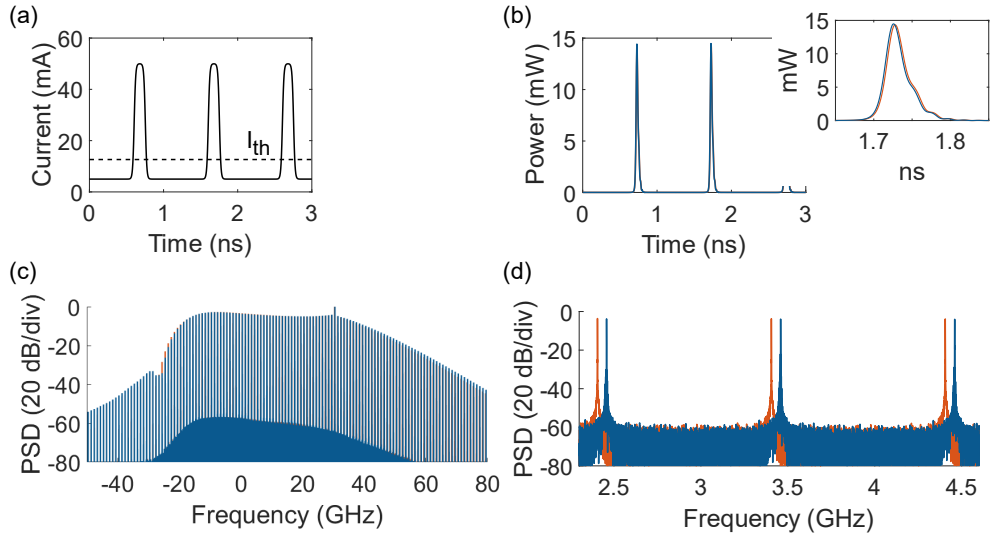 (a)
60
40
20
0
Current (mA)
I_th
0 1 2 3
Time (ns)
(b)
15
10
5
0
Power (mW)
0 1 2 3
Time (ns)
15
10
5
0
mW
1.7 1.8
ns
(c)
0
-20
-40
-60
-80
PSD (20 dB/div)
-40 -20 0 20 40 60 80
Frequency (GHz)
(d)
0
-20
-40
-60
-80
PSD (20 dB/div)
2.5 3 3.5 4 4.5
Frequency (GHz)